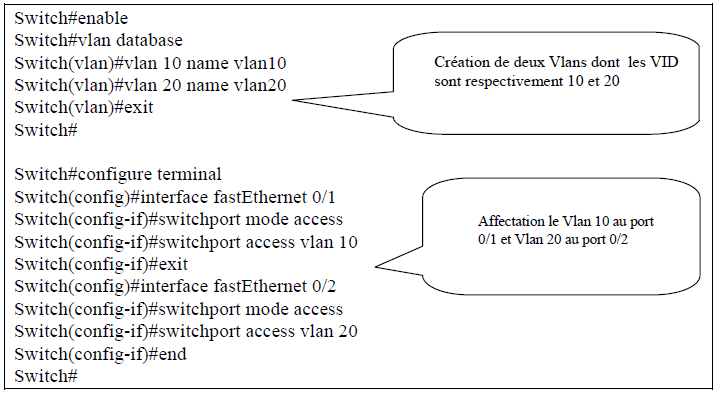 Switch#enable
Switch#vlan database
Switch(vlan)#vlan 10 name vlan10
Switch(vlan)#vlan 20 name vlan20
Switch(vlan)#exit
Switch#
Création de deux Vlans dont les VID
sont respectivement 10 et 20
Switch#configure terminal
Switch(config)#interface fastEthernet 0/1
Switch(config-if)#switchport mode access
Switch(config-if)#switchport access vlan 10
Switch(config-if)#exit
Switch(config)#interface fastEthernet 0/2
Switch(config-if)#switchport mode access
Switch(config-if)#switchport access vlan 20
Switch(config-if)#end
Switch#
Affectation le Vlan 10 au port
0/1 et Vlan 20 au port 0/2